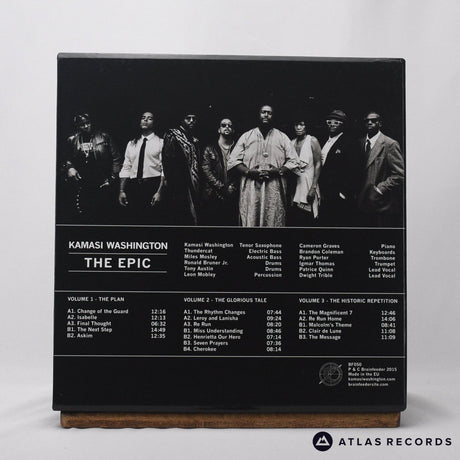 KAMASI WASHINGTON
THE EPIC
Kamasi Washington Tenor Saxophone
Thundercat Electric Bass
Miles Mosley Acoustic Bass
Ronald Bruner Jr. Drums
Tony Austin Drums
Leon Mobley Percussion
Cameron Graves Piano
Brandon Coleman Keyboards
Ryan Porter Trombone
Igmar Thomas Trumpet
Patrice Quinn Lead Vocal
Dwight Trible Lead Vocal
VOLUME 1 - THE PLAN
A1. Change of the Guard 12:16
A2. Isabelle 12:13
A3. Final Thought 06:32
B1. The Next Step 14:49
B2. Askim 12:35
VOLUME 2 - THE GLORIOUS TALE
A1. The Rhythm Changes 07:44
A2. Leroy and Lanisha 09:24
A3. Re Run 08:20
B1. Miss Understanding 08:46
B2. Henrietta Our Hero 07:14
B3. Seven Prayers 07:36
B4. Cherokee 08:14
VOLUME 3 - THE HISTORIC REPETITION
A1. The Magnificent 7 12:46
A2. Re Run Home 14:06
B1. Malcolm's Theme 08:41
B2. Clair de Lune 11:08
B3. The Message 11:09
BF050
P & C Brainfeeder 2015
Made in the EU
kamasiwashington.com
brainfeedersite.com
ATLAS RECORDS